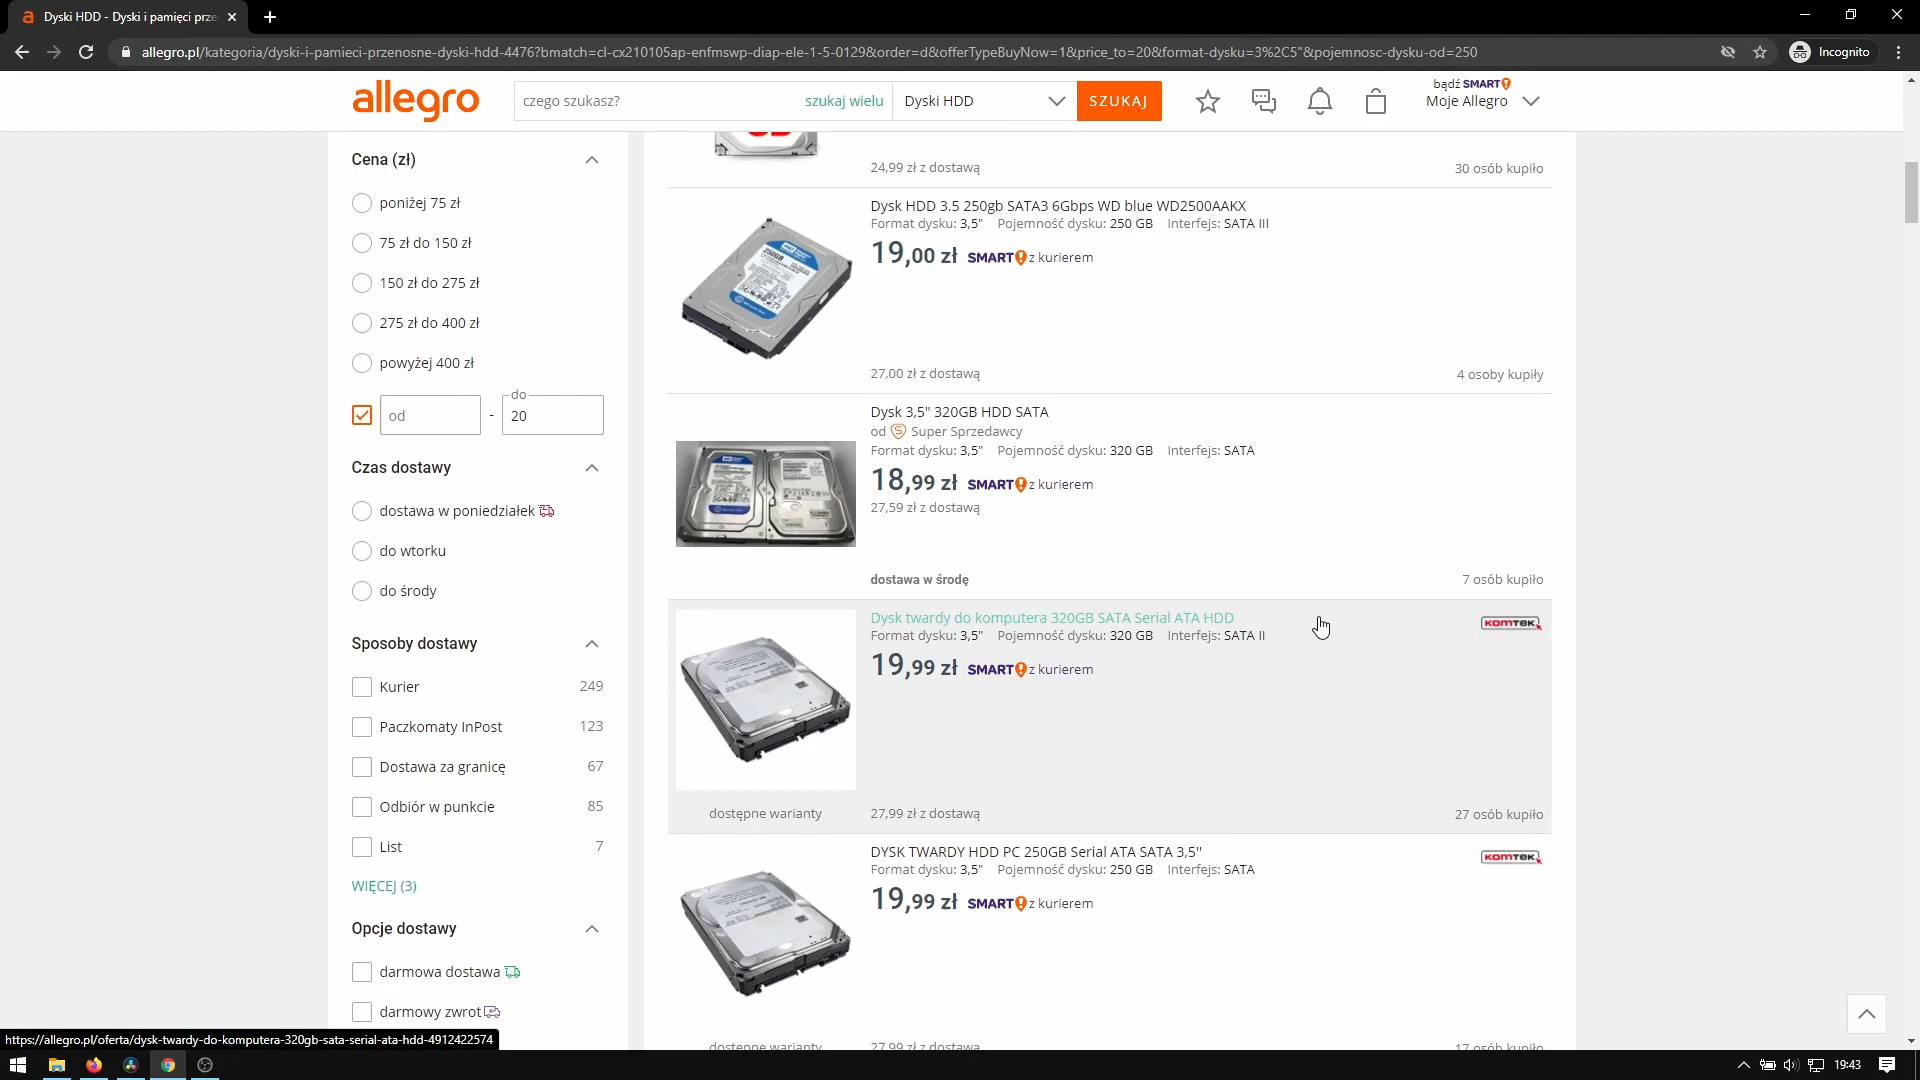 Dyski HDD - Dyski i pamięci prze
allegro.pl/kategoria/dyski-i-pamieci-przenosne-dyski-hdd-4476?bmatch=cl-cx210105ap-enfmswp-diap-ele-1-5-0129&order=d&offerTypeBuyNow=1&price_to=20&format-dysku=3%2C5"&pojemnosc-dysku-od=250
Incognito
allegro
czego szukasz?
szukaj wielu
Dyski HDD
SZUKAJ
bądź SMART!
Moje Allegro
Cena (zł)
poniżej 75 zł
75 zł do 150 zł
150 zł do 275 zł
275 zł do 400 zł
powyżej 400 zł
od
-
do
20
Czas dostawy
dostawa w poniedziałek
do wtorku
do środy
Sposoby dostawy
Kurier 249
Paczkomaty InPost 123
Dostawa za granicę 67
Odbiór w punkcie 85
List 7
WIĘCEJ (3)
Opcje dostawy
darmowa dostawa
darmowy zwrot
24,99 zł z dostawą
30 osób kupiło
Dysk HDD 3.5 250gb SATA3 6Gbps WD blue WD2500AAKX
Format dysku: 3,5" Pojemność dysku: 250 GB Interfejs: SATA III
19,00 zł SMART! z kurierem
27,00 zł z dostawą
4 osoby kupiły
Dysk 3,5" 320GB HDD SATA
od Super Sprzedawcy
Format dysku: 3,5" Pojemność dysku: 320 GB Interfejs: SATA
18,99 zł SMART! z kurierem
27,59 zł z dostawą
dostawa w środę
7 osób kupiło
Dysk twardy do komputera 320GB SATA Serial ATA HDD
KOMTEK
Format dysku: 3,5" Pojemność dysku: 320 GB Interfejs: SATA II
19,99 zł SMART! z kurierem
dostępne warianty
27,99 zł z dostawą
27 osób kupiło
DYSK TWARDY HDD PC 250GB Serial ATA SATA 3,5''
KOMTEK
Format dysku: 3,5" Pojemność dysku: 250 GB Interfejs: SATA
19,99 zł SMART! z kurierem
dostępne warianty
27,99 zł z dostawą
17 osób kupiło
https://allegro.pl/oferta/dysk-twardy-do-komputera-320gb-sata-serial-ata-hdd-4912422574
19:43